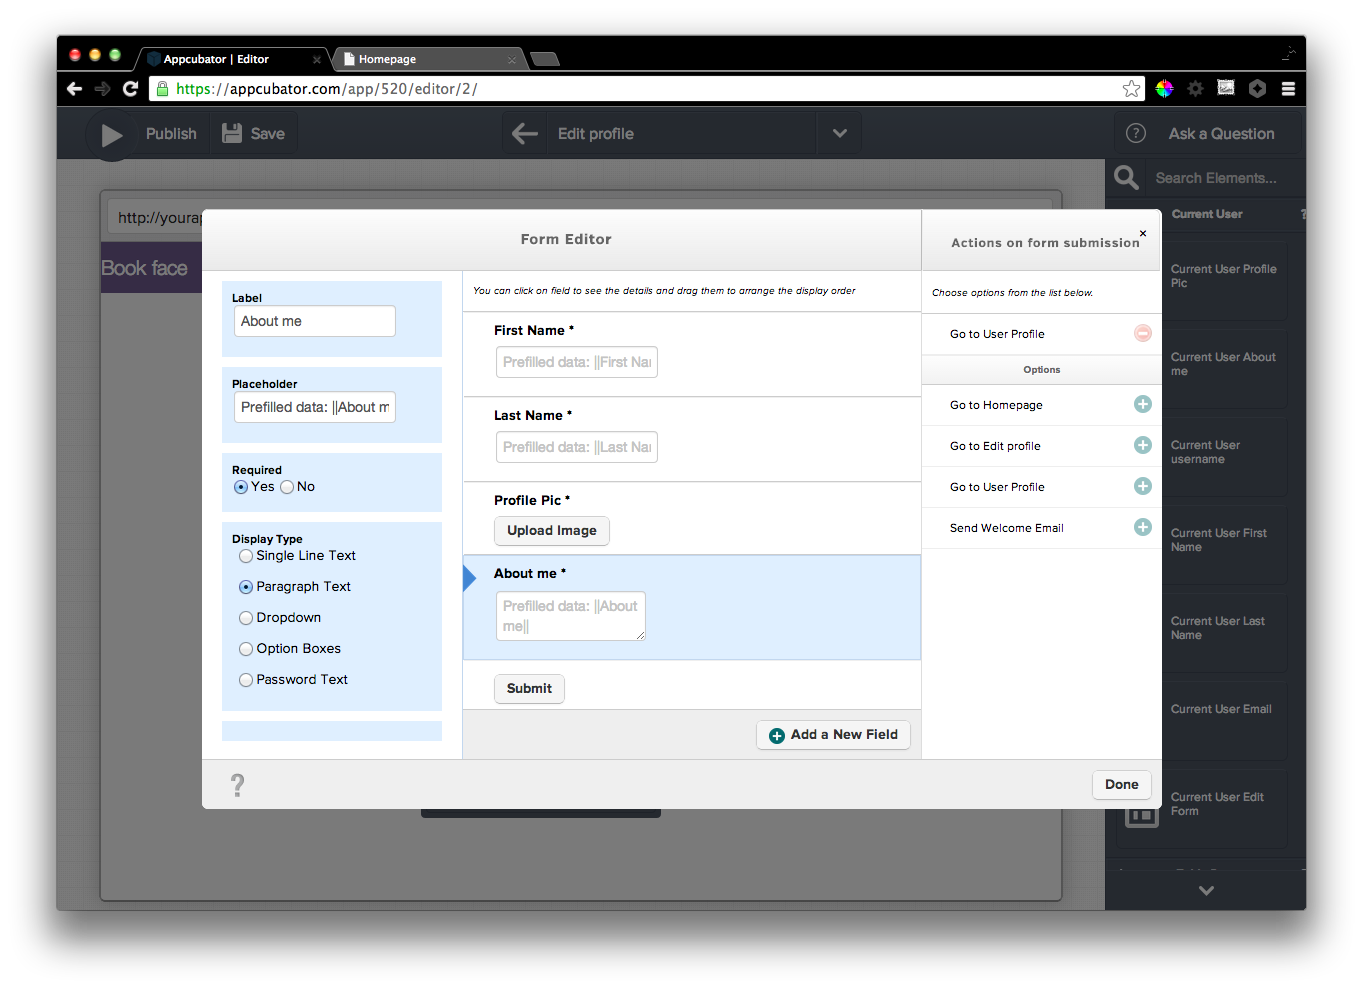 Appcubator | Editor
Homepage
https://appcubator.com/app/520/editor/2/
Publish
Save
Edit profile
Ask a Question
Search Elements...
http://yourap
Book face
Current User
?
Current User Profile
Pic
Current User About
me
Current User
username
Current User First
Name
Current User Last
Name
Current User Email
Current User Edit
Form
Form Editor
Label
About me
Placeholder
Prefilled data: ||About m
Required
Yes
No
Display Type
Single Line Text
Paragraph Text
Dropdown
Option Boxes
Password Text
You can click on field to see the details and drag them to arrange the display order
First Name *
Prefilled data: ||First Nar
Last Name *
Prefilled data: ||Last Nar
Profile Pic *
Upload Image
About me *
Prefilled data: ||About
me||
Submit
Add a New Field
Actions on form submission
Choose options from the list below.
Go to User Profile
Options
Go to Homepage
Go to Edit profile
Go to User Profile
Send Welcome Email
?
Done